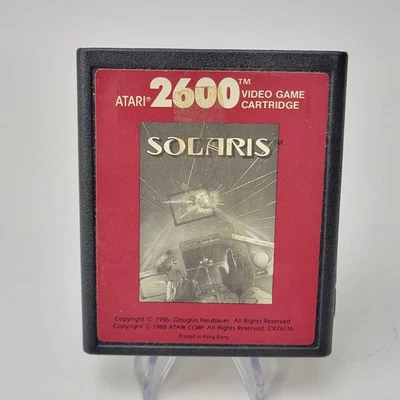 ATARI® 2600™ VIDEO GAME
CARTRIDGE
SOLARIS™
Copyright © 1986, Douglas Neubauer. All Rights Reserved
Copyright © 1988 ATARI CORP. All Rights Reserved. CX26136
Printed in Hong Kong